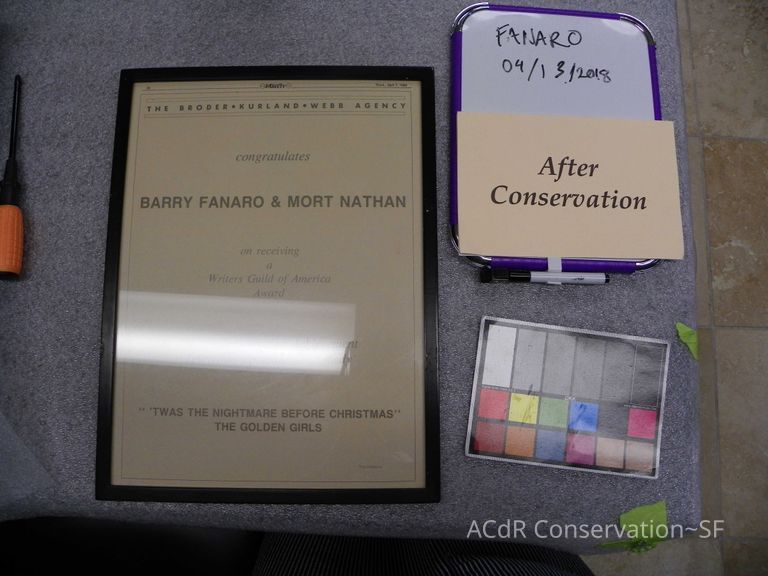 THE BRODER•KURLAND•WEBB AGENCY
congratulates
BARRY FANARO & MORT NATHAN
on receiving
a
Writers Guild of America
Award
"'TWAS THE NIGHTMARE BEFORE CHRISTMAS"
THE GOLDEN GIRLS
FANARO
04/13/2018
After
Conservation
ACdR Conservation~SF